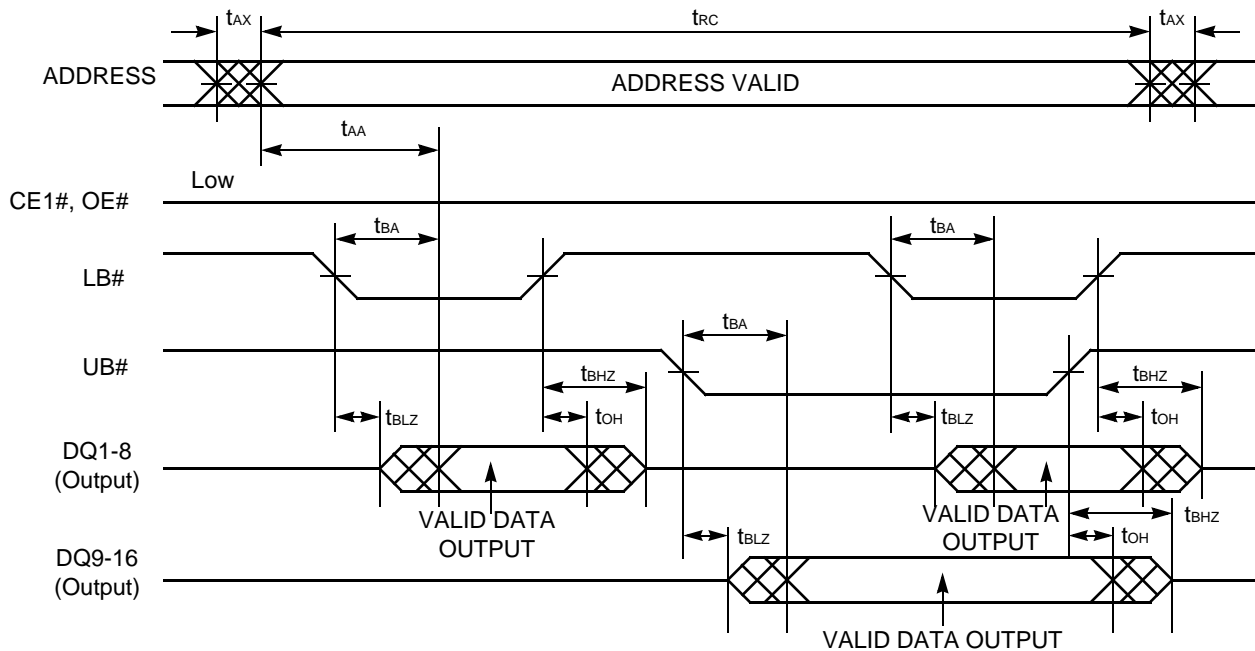 tAX tRC tAX
ADDRESS ADDRESS VALID
tAA
Low
CE1#, OE#
tBA tBA
LB#
tBA
UB#
tBHZ tBHZ
tBLZ tOH tBLZ tOH
DQ1-8
(Output)
VALID DATA
OUTPUT
VALID DATA
OUTPUT
tBHZ
tBLZ tOH
DQ9-16
(Output)
VALID DATA OUTPUT